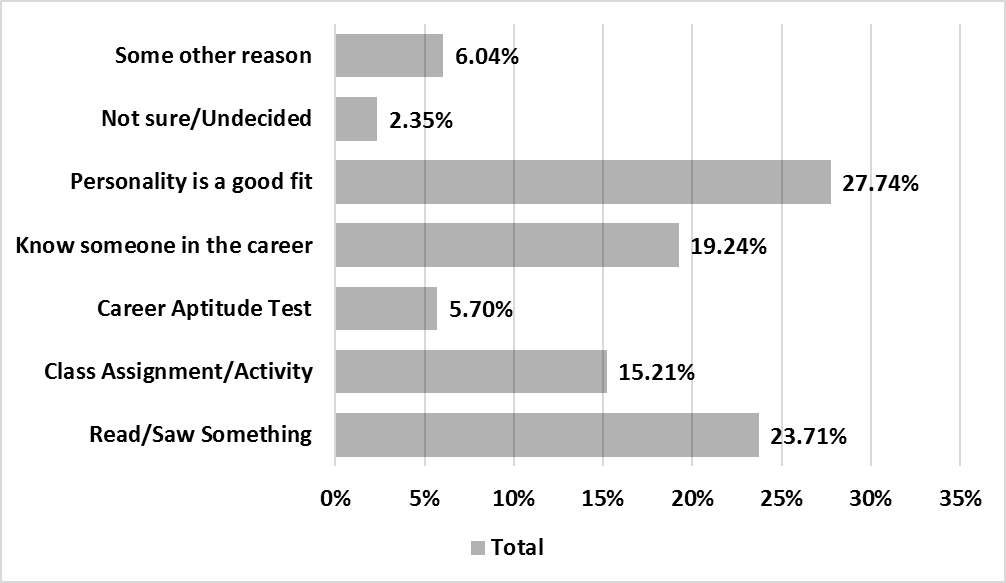 Some other reason 6.04%
Not sure/Undecided 2.35%
Personality is a good fit 27.74%
Know someone in the career 19.24%
Career Aptitude Test 5.70%
Class Assignment/Activity 15.21%
Read/Saw Something 23.71%
0% 5% 10% 15% 20% 25% 30% 35%
Total